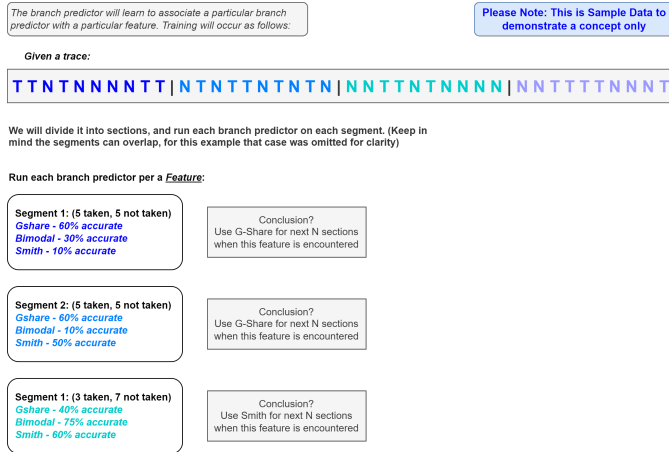 The branch predictor will learn to associate a particular branch
predictor with a particular feature. Training will occur as follows:
Please Note: This is Sample Data to
demonstrate a concept only
Given a trace:
T T N T N N N N T T | N T N T T N T N T N | N N T T N T N N N N | N N T T T T N N N T
We will divide it into sections, and run each branch predictor on each segment. (Keep in
mind the segments can overlap, for this example that case was omitted for clarity)
Run each branch predictor per a Feature:
Segment 1: (5 taken, 5 not taken)
Gshare - 60% accurate
Bimodal - 30% accurate
Smith - 10% accurate
Conclusion?
Use G-Share for next N sections
when this feature is encountered
Segment 2: (5 taken, 5 not taken)
Gshare - 60% accurate
Bimodal - 10% accurate
Smith - 50% accurate
Conclusion?
Use G-Share for next N sections
when this feature is encountered
Segment 1: (3 taken, 7 not taken)
Gshare - 40% accurate
Bimodal - 75% accurate
Smith - 60% accurate
Conclusion?
Use Smith for next N sections
when this feature is encountered